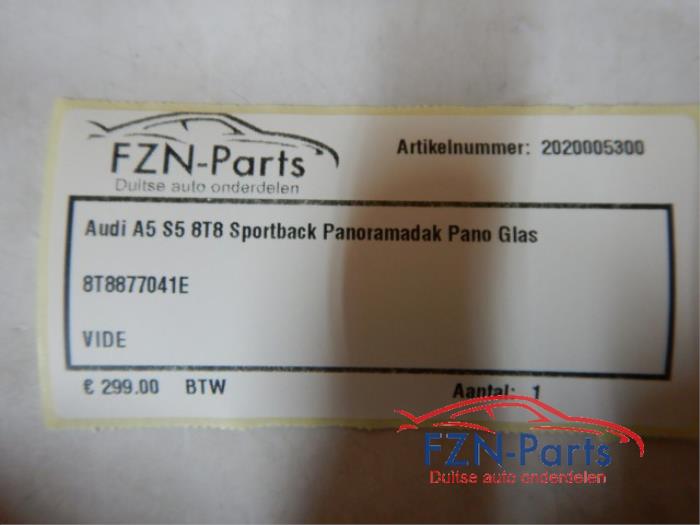 FZN-Parts
Duitse auto onderdelen
Artikelnummer: 2020005300
Audi A5 S5 8T8 Sportback Panoramadak Pano Glas
8T8877041E
VIDE
€ 299.00 BTW
Aantal: 1
FZN-Parts
Duitse auto onderdelen